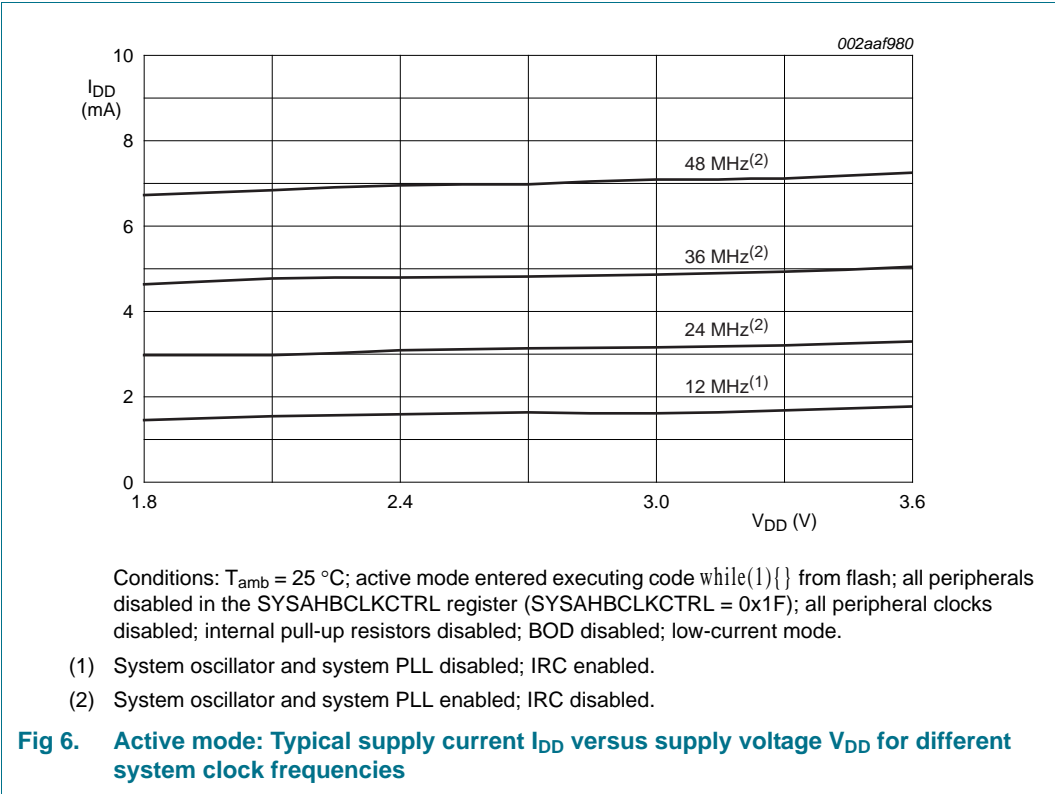 002aaf980
10
I_DD
(mA)
8
48 MHz(2)
6
36 MHz(2)
4
24 MHz(2)
2
12 MHz(1)
0
1.8 2.4 3.0 3.6
V_DD (V)
Conditions: T_amb = 25 °C; active mode entered executing code while(1){} from flash; all peripherals
disabled in the SYSAHBCLKCTRL register (SYSAHBCLKCTRL = 0x1F); all peripheral clocks
disabled; internal pull-up resistors disabled; BOD disabled; low-current mode.
(1) System oscillator and system PLL disabled; IRC enabled.
(2) System oscillator and system PLL enabled; IRC disabled.
Fig 6. Active mode: Typical supply current I_DD versus supply voltage V_DD for different
system clock frequencies